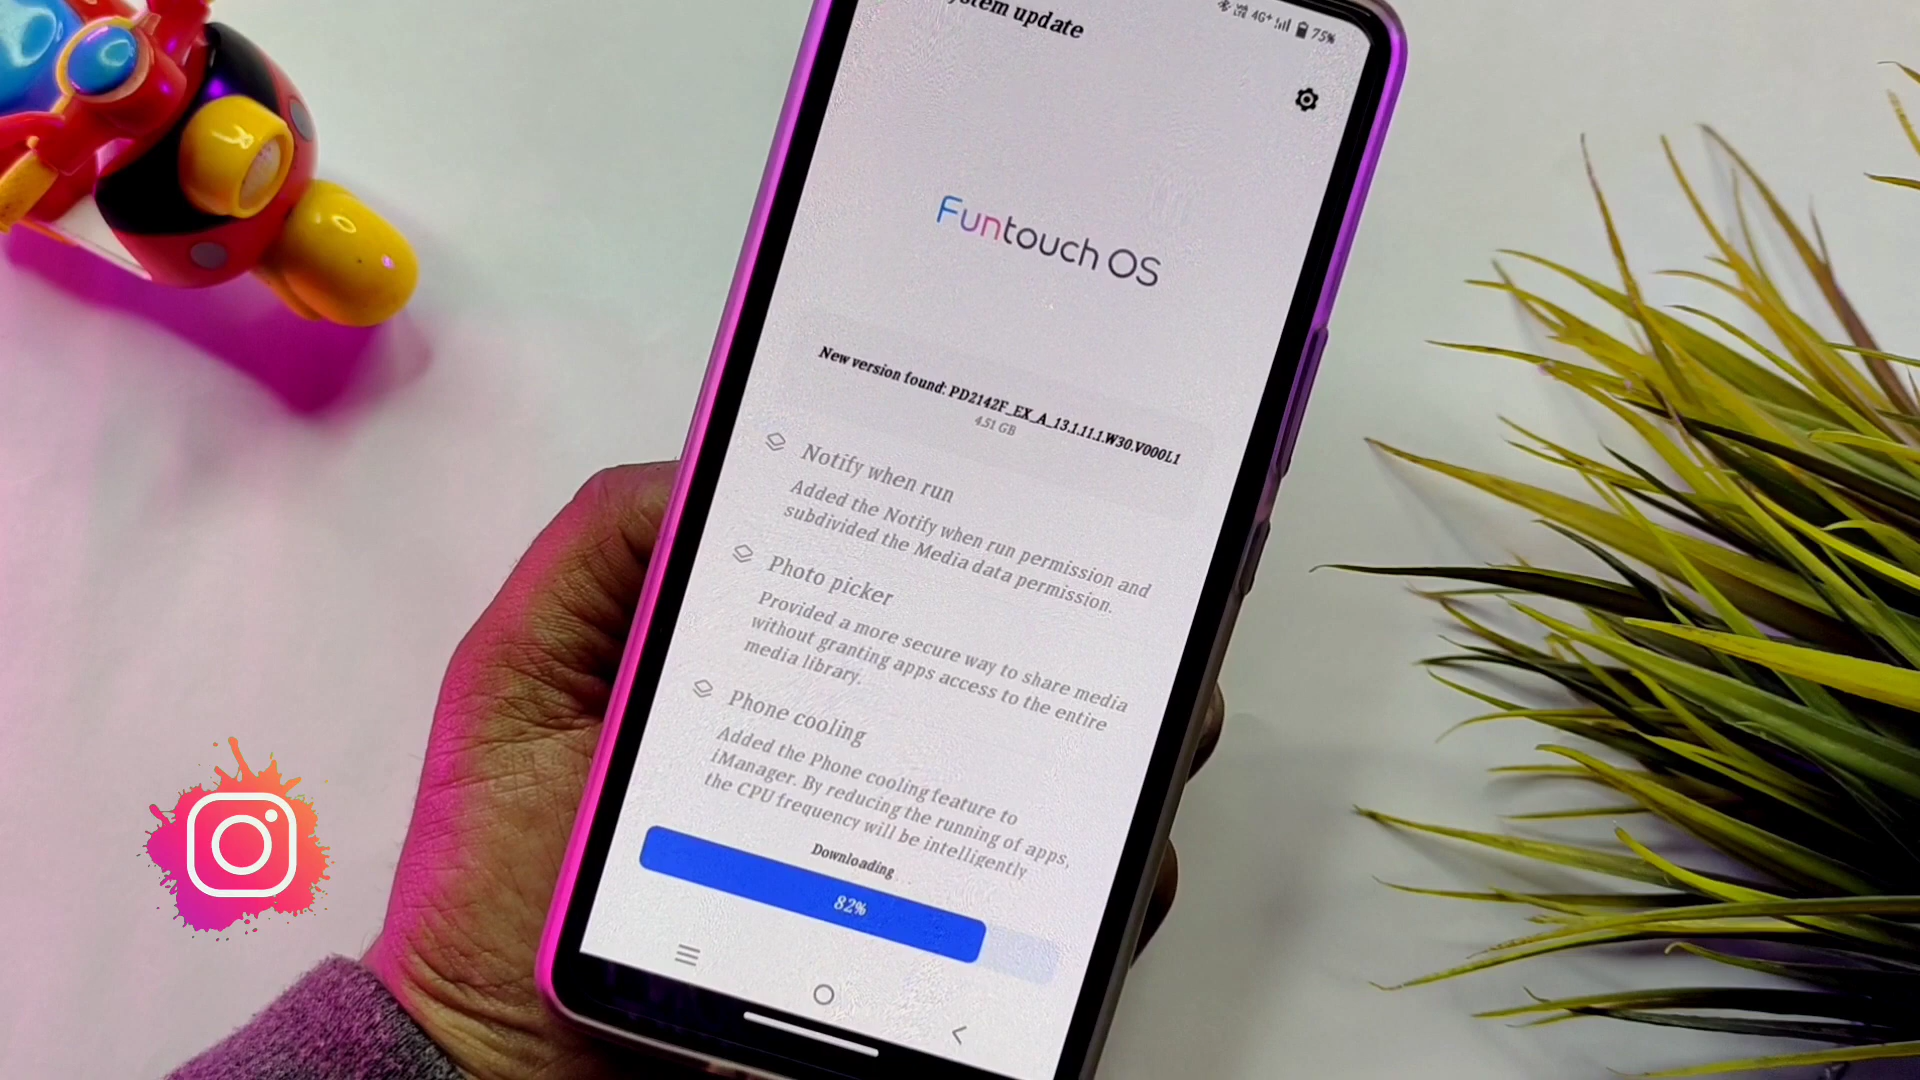 system update
VoLTE 4G+ 75%
Funtouch OS
New version found: PD2142F_EX_A_13.1.11.1.W30.V000L1
4.51 GB
Notify when run
Added the Notify when run permission and
subdivided the Media data permission.
Photo picker
Provided a more secure way to share media
without granting apps access to the entire
media library.
Phone cooling
Added the Phone cooling feature to
iManager. By reducing the running of apps,
the CPU frequency will be intelligently
Downloading...
82%